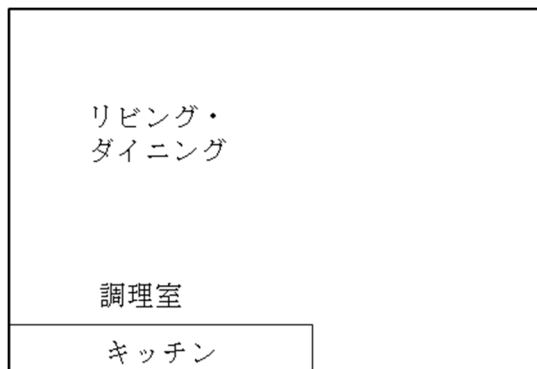 リビング・
ダイニング
調理室
キッチン